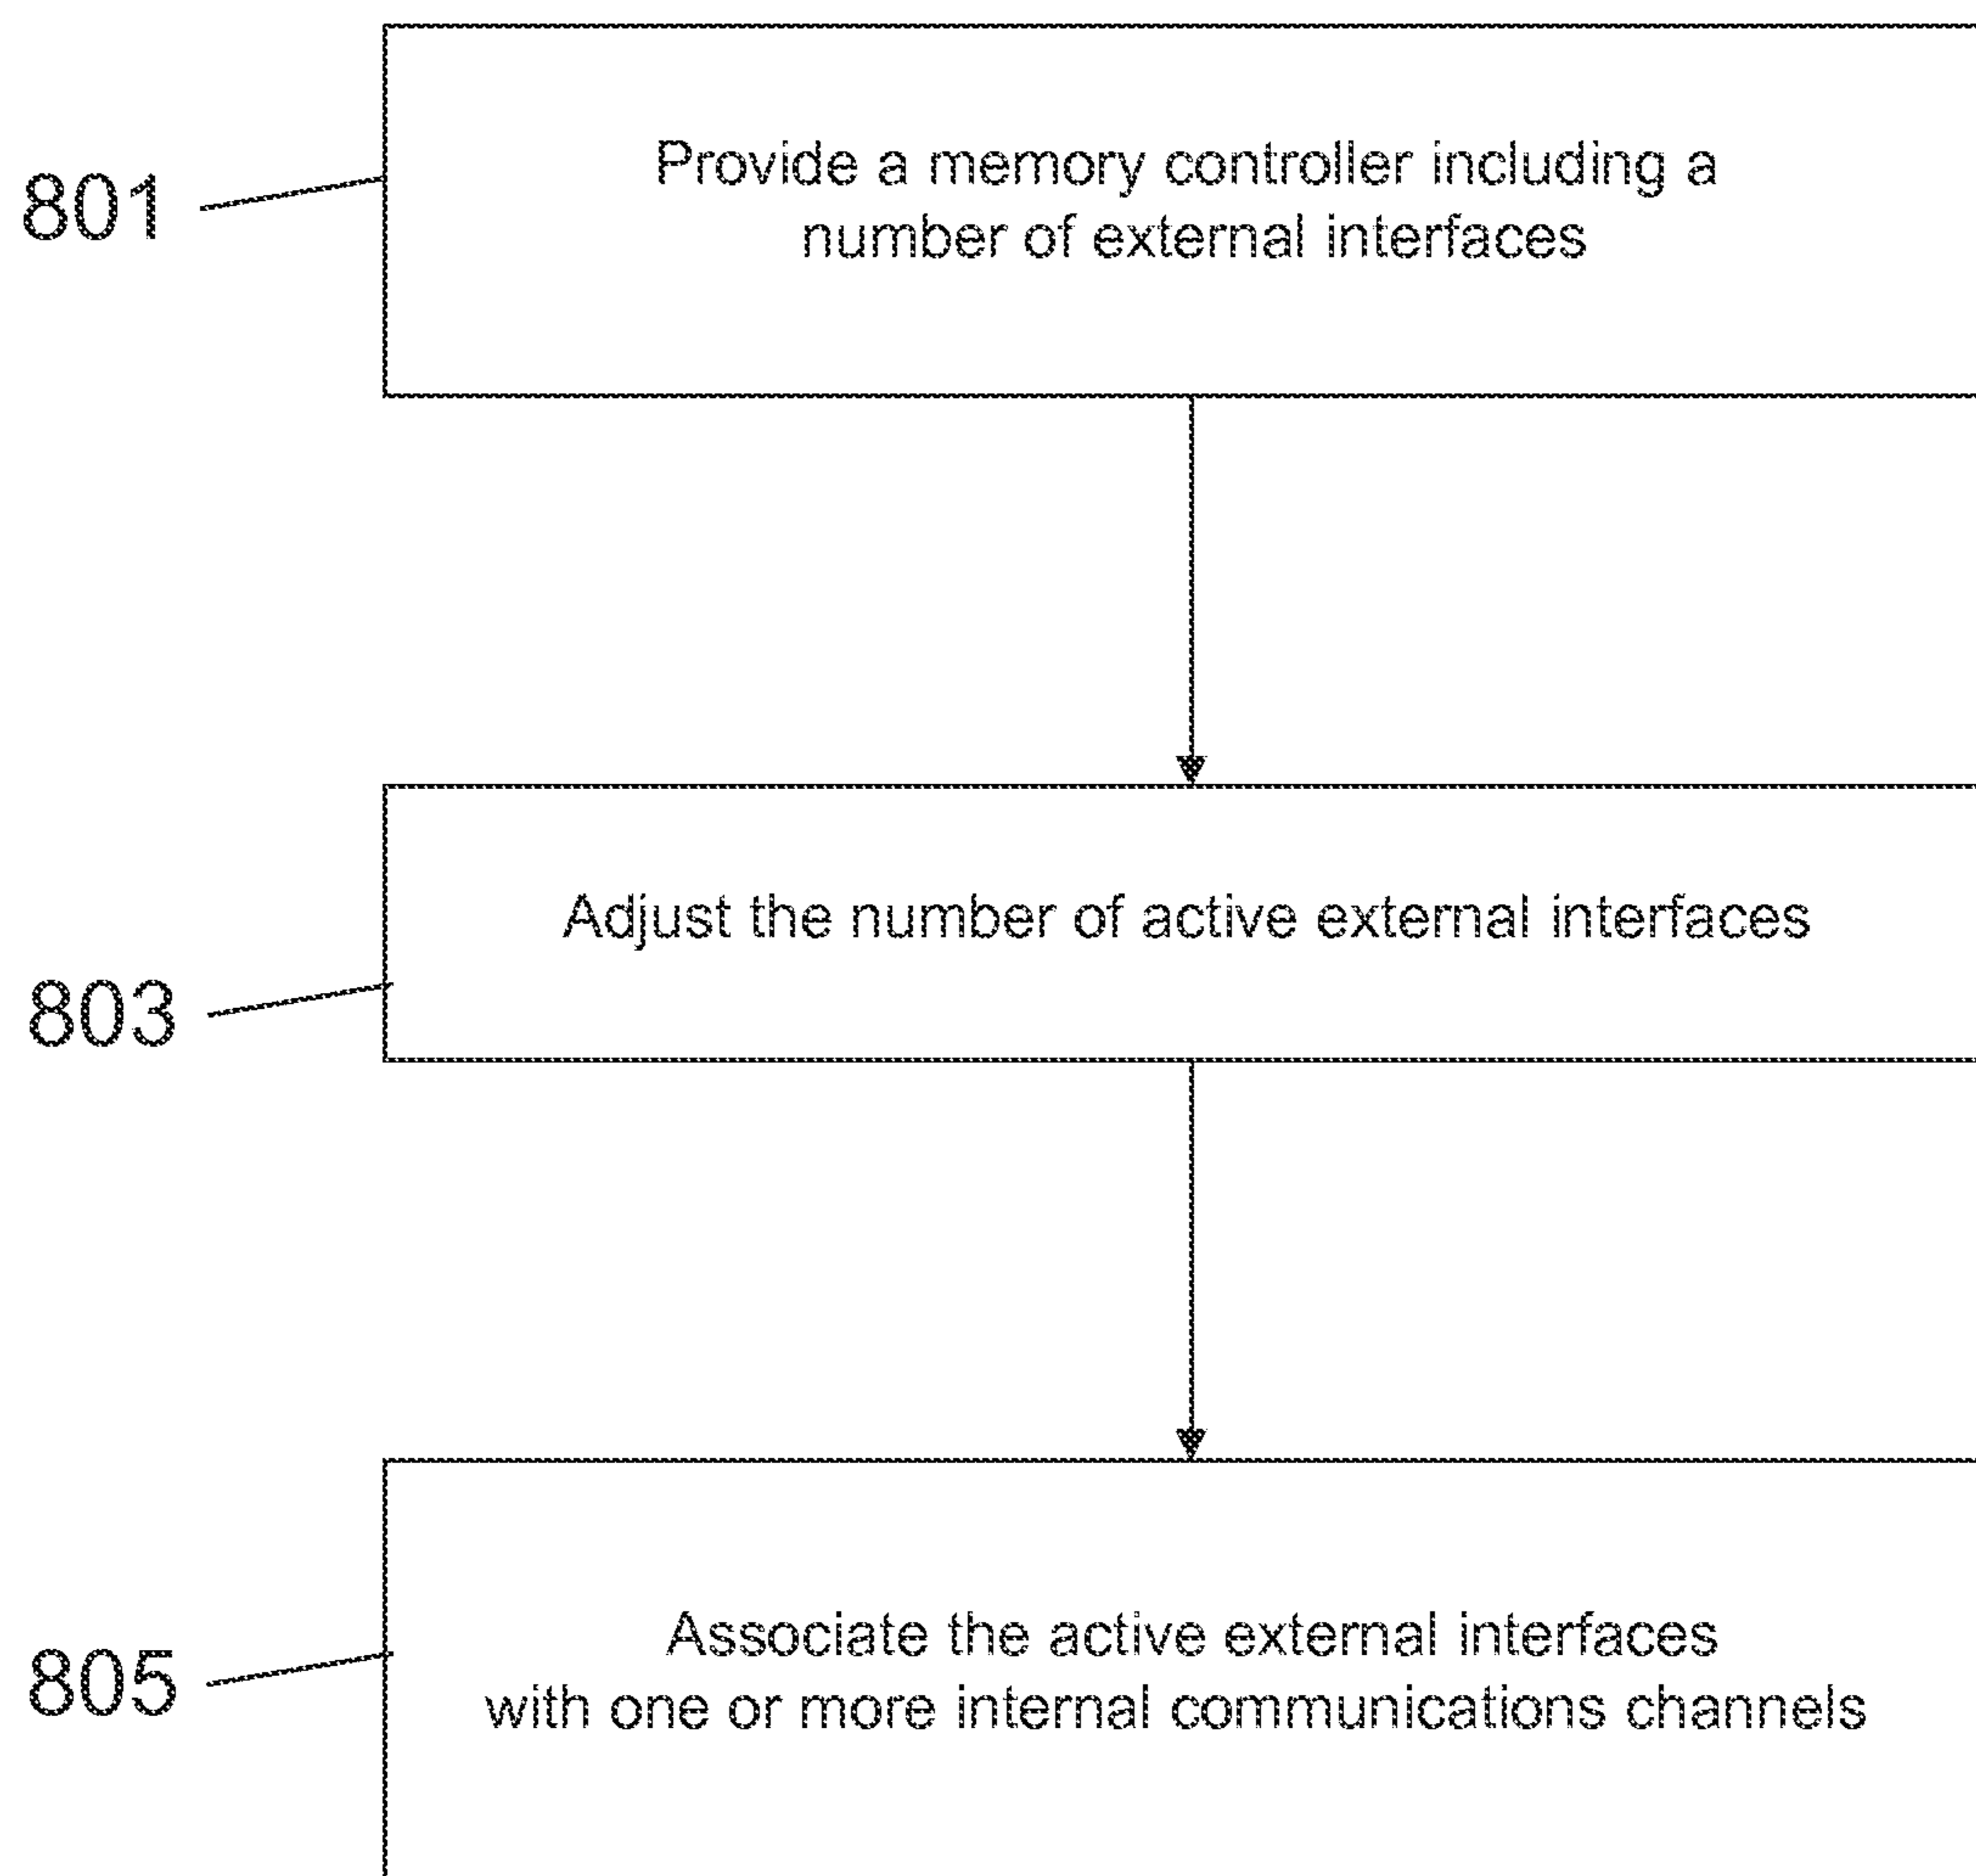 801
Provide a memory controller including a
number of external interfaces
Adjust the number of active external interfaces
803
Associate the active external interfaces
805
with one or more internal communications channels